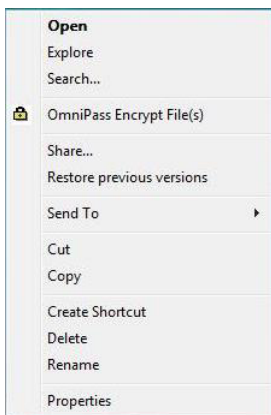 Open
Explore
Search...
OmniPass Encrypt File(s)
Share...
Restore previous versions
Send To
Cut
Copy
Create Shortcut
Delete
Rename
Properties